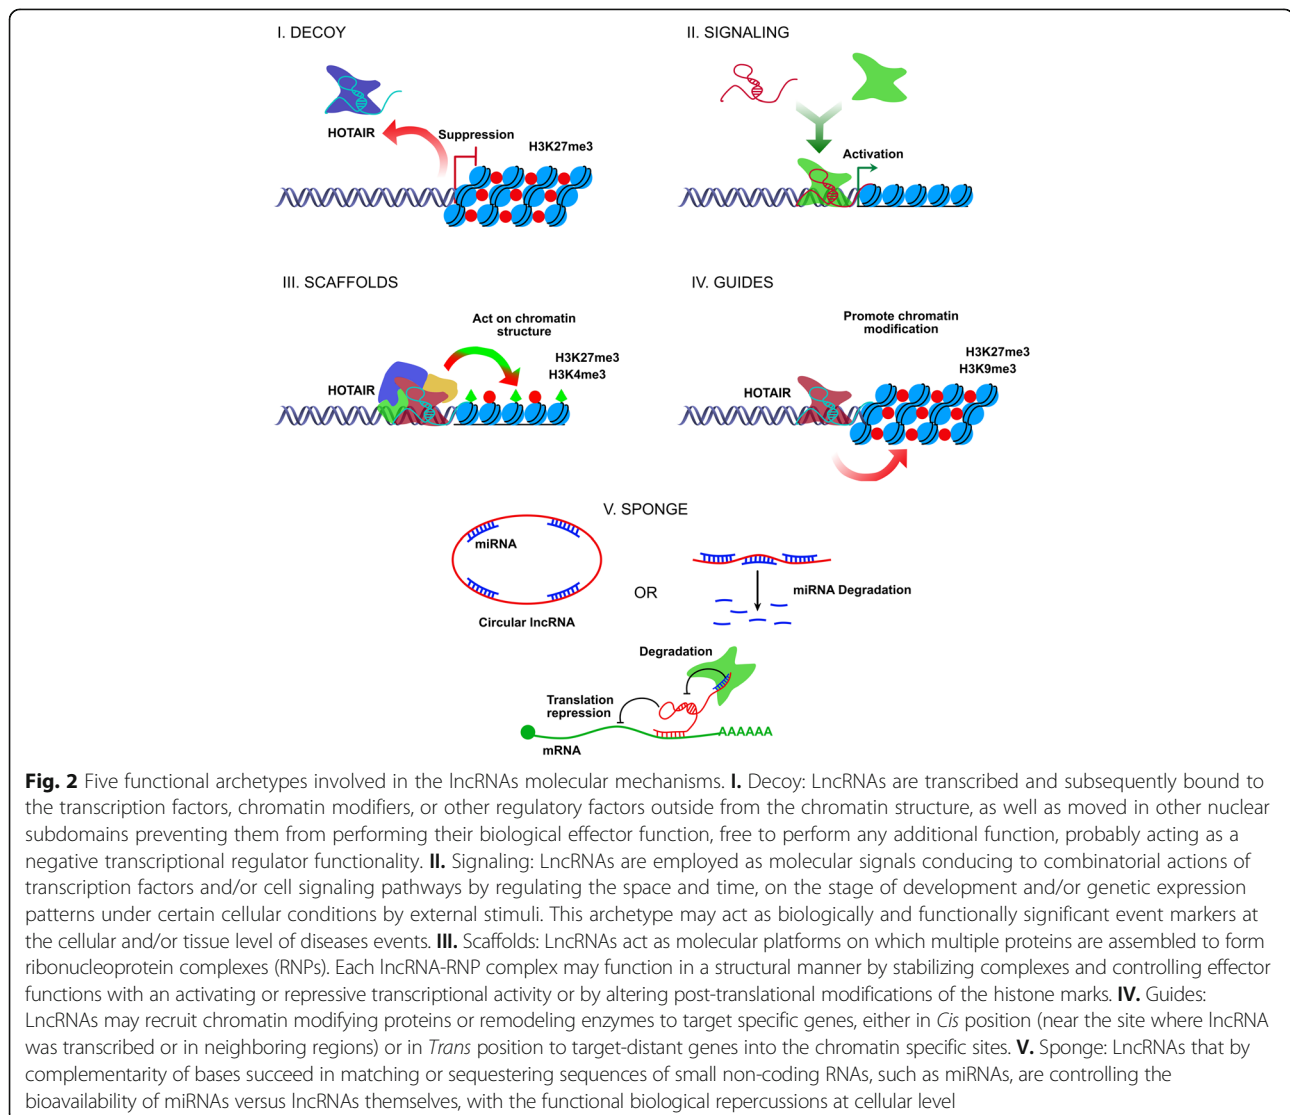 I. DECOY
HOTAIR
Suppression
H3K27me3
II. SIGNALING
Activation
III. SCAFFOLDS
Act on chromatin
structure
H3K27me3
H3K4me3
HOTAIR
IV. GUIDES
Promote chromatin
modification
H3K27me3
H3K9me3
HOTAIR
V. SPONGE
miRNA
Circular lncRNA
OR
miRNA Degradation
Degradation
Translation
repression
AAAAAA
mRNA
Fig. 2 Five functional archetypes involved in the lncRNAs molecular mechanisms. I. Decoy: LncRNAs are transcribed and subsequently bound to
the transcription factors, chromatin modifiers, or other regulatory factors outside from the chromatin structure, as well as moved in other nuclear
subdomains preventing them from performing their biological effector function, free to perform any additional function, probably acting as a
negative transcriptional regulator functionality. II. Signaling: LncRNAs are employed as molecular signals conducing to combinatorial actions of
transcription factors and/or cell signaling pathways by regulating the space and time, on the stage of development and/or genetic expression
patterns under certain cellular conditions by external stimuli. This archetype may act as biologically and functionally significant event markers at
the cellular and/or tissue level of diseases events. III. Scaffolds: LncRNAs act as molecular platforms on which multiple proteins are assembled to form
ribonucleoprotein complexes (RNPs). Each lncRNA-RNP complex may function in a structural manner by stabilizing complexes and controlling effector
functions with an activating or repressive transcriptional activity or by altering post-translational modifications of the histone marks. IV. Guides:
LncRNAs may recruit chromatin modifying proteins or remodeling enzymes to target specific genes, either in Cis position (near the site where lncRNA
was transcribed or in neighboring regions) or in Trans position to target-distant genes into the chromatin specific sites. V. Sponge: LncRNAs that by
complementarity of bases succeed in matching or sequestering sequences of small non-coding RNAs, such as miRNAs, are controlling the
bioavailability of miRNAs versus lncRNAs themselves, with the functional biological repercussions at cellular level